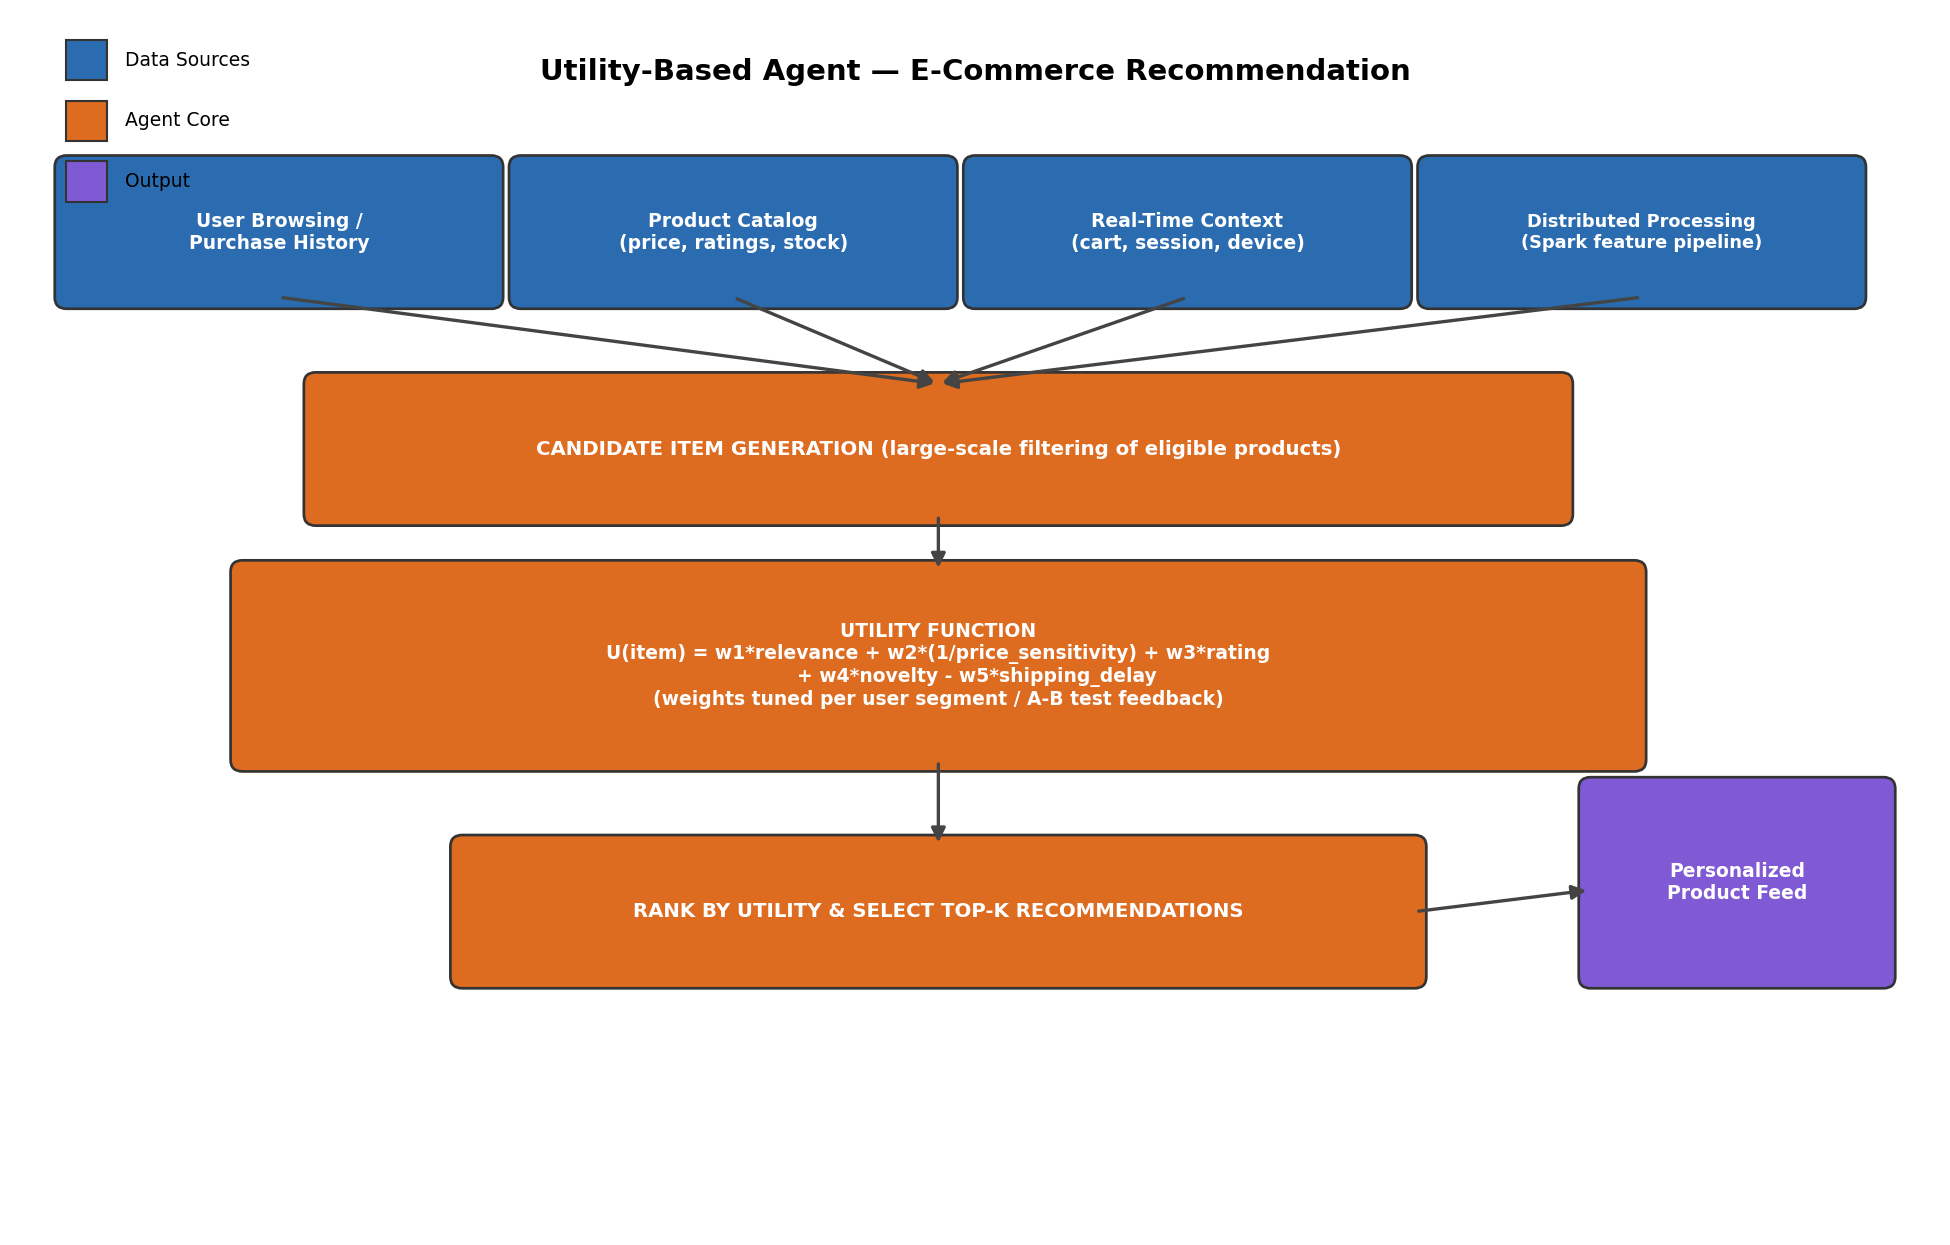 Data Sources
Utility-Based Agent — E-Commerce Recommendation
Agent Core
Output
User Browsing /
Purchase History
Product Catalog
(price, ratings, stock)
Real-Time Context
(cart, session, device)
Distributed Processing
(Spark feature pipeline)
CANDIDATE ITEM GENERATION (large-scale filtering of eligible products)
UTILITY FUNCTION
U(item) = w1*relevance + w2*(1/price_sensitivity) + w3*rating
+ w4*novelty - w5*shipping_delay
(weights tuned per user segment / A-B test feedback)
Personalized
Product Feed
RANK BY UTILITY & SELECT TOP-K RECOMMENDATIONS